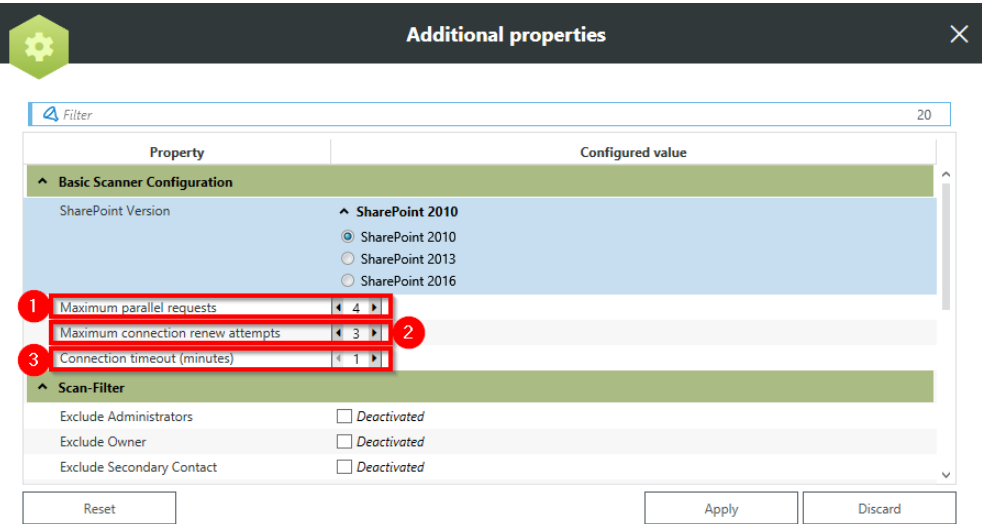 Additional properties
Filter 20
Property Configured value
Basic Scanner Configuration
SharePoint Version SharePoint 2010
SharePoint 2010
SharePoint 2013
SharePoint 2016
1 Maximum parallel requests 4
Maximum connection renew attempts 3 2
3 Connection timeout (minutes) 1
Scan-Filter
Exclude Administrators Deactivated
Exclude Owner Deactivated
Exclude Secondary Contact Deactivated
Reset Apply Discard